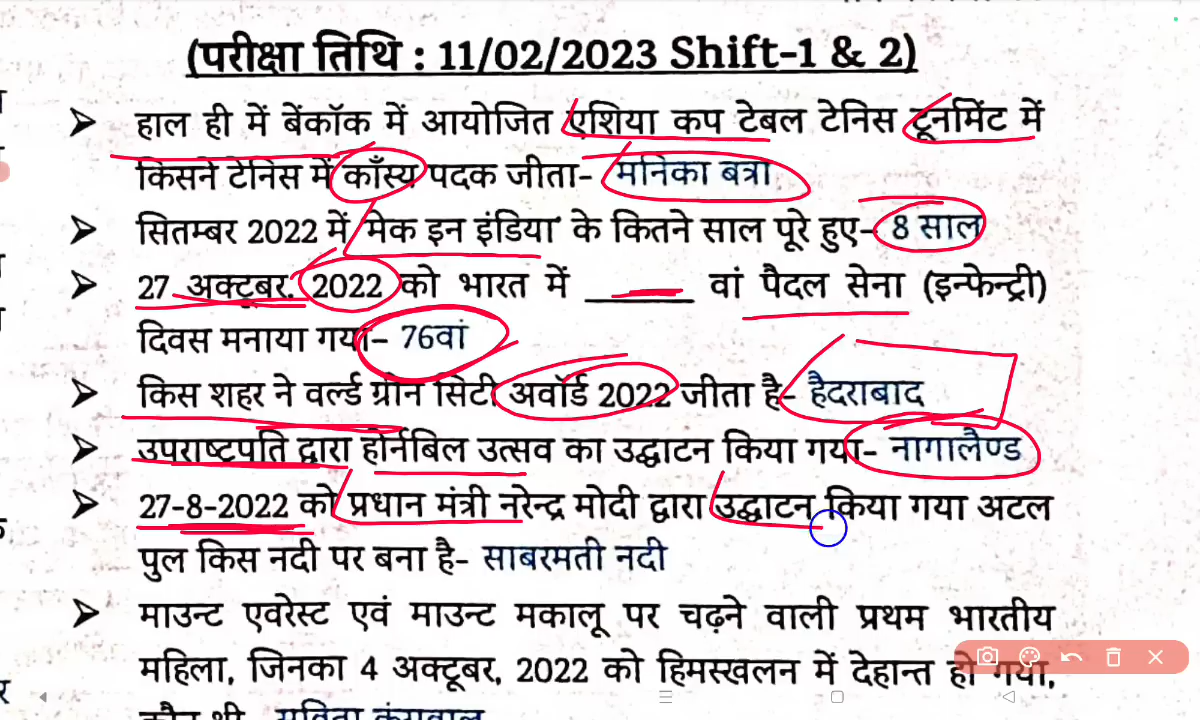 (परीक्षा तिथि : 11/02/2023 Shift-1 & 2)
➤ हाल ही में बेंकॉक में आयोजित एशिया कप टेबल टेनिस टूर्नामेंट में
किसने टेनिस में काँस्य पदक जीता- मनिका बत्रा
➤ सितम्बर 2022 में 'मेक इन इंडिया' के कितने साल पूरे हुए- 8 साल
➤ 27 अक्टूबर, 2022 को भारत में ______ वां पैदल सेना (इन्फेन्ट्री)
दिवस मनाया गया- 76वां
➤ किस शहर ने वर्ल्ड ग्रीन सिटी अवॉर्ड 2022 जीता है- हैदराबाद
➤ उपराष्टपति द्वारा होर्नबिल उत्सव का उद्घाटन किया गया- नागालैण्ड
➤ 27-8-2022 को प्रधान मंत्री नरेन्द्र मोदी द्वारा उद्घाटन किया गया अटल
पुल किस नदी पर बना है- साबरमती नदी
➤ माउन्ट एवरेस्ट एवं माउन्ट मकालू पर चढ़ने वाली प्रथम भारतीय
महिला, जिनका 4 अक्टूबर, 2022 को हिमस्खलन में देहान्त हो गया,
कौन थी- सविता कंसवाल